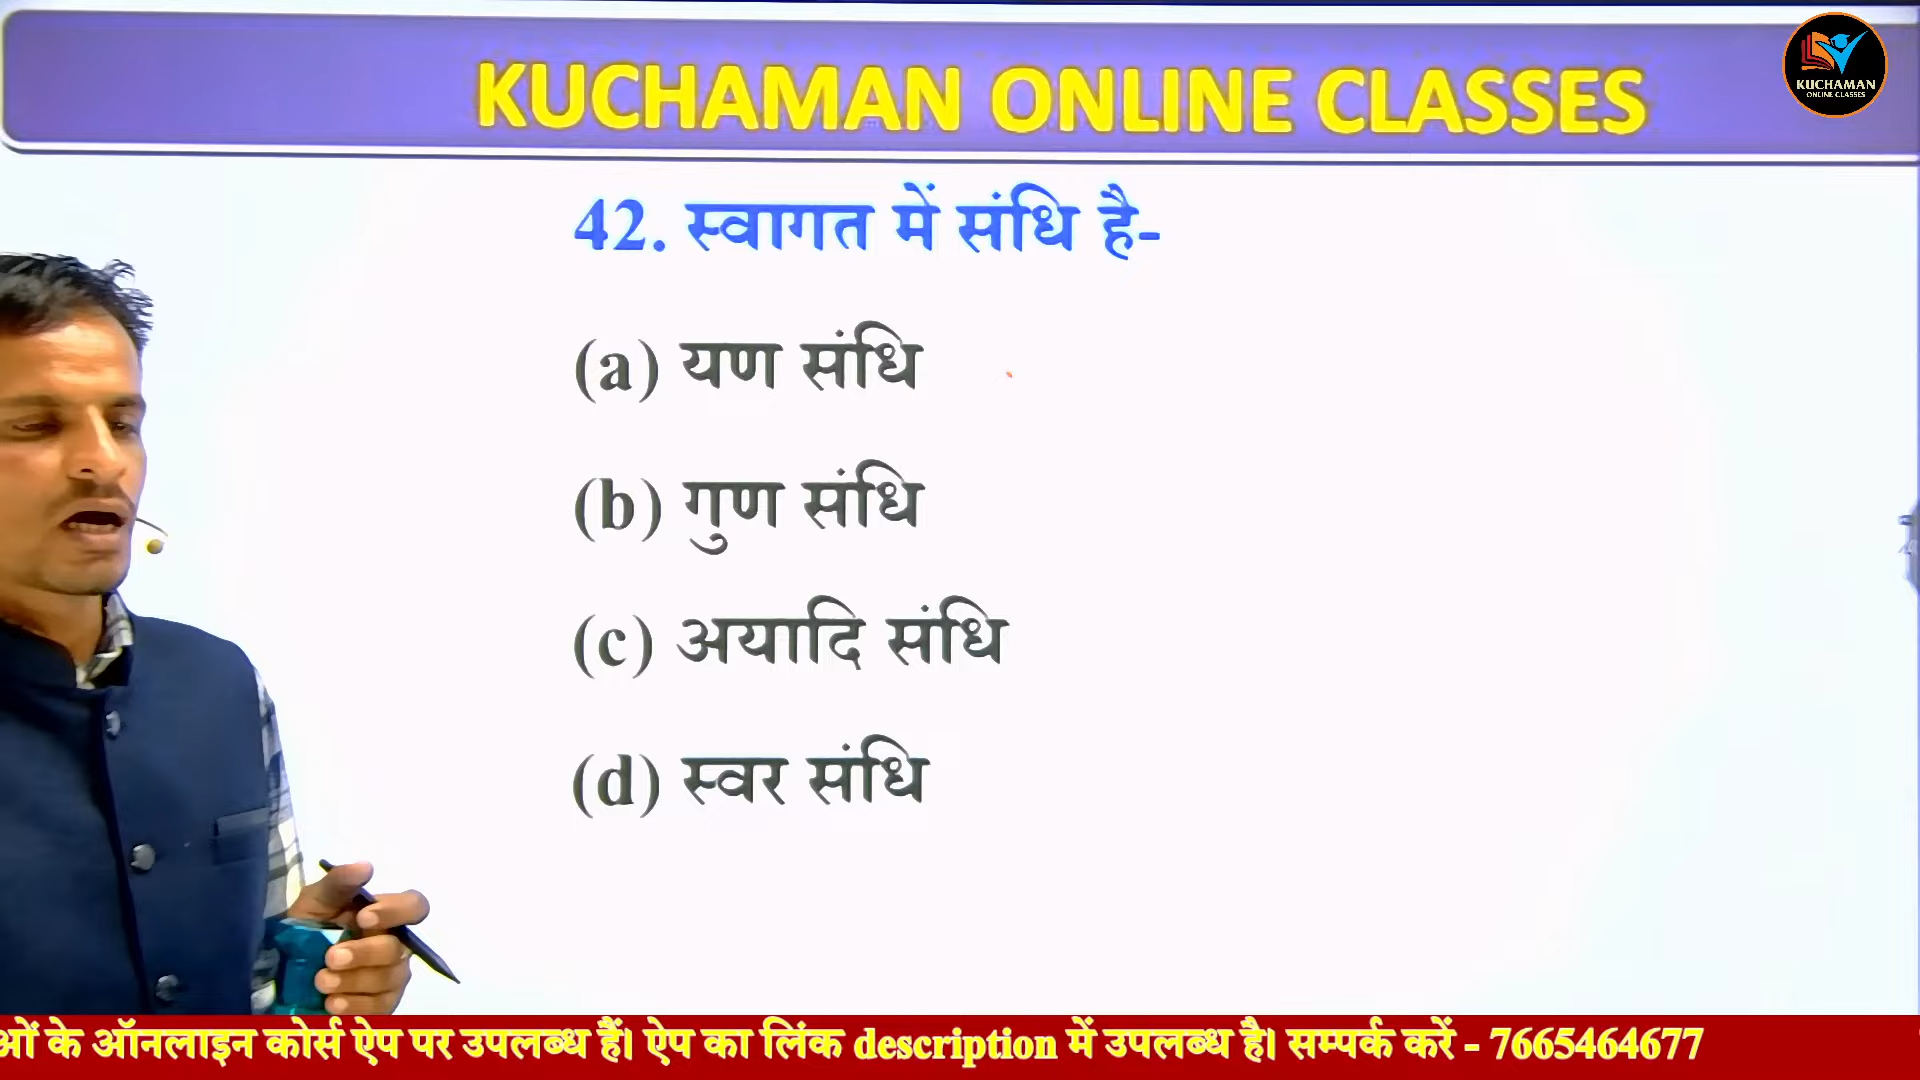 KUCHAMAN ONLINE CLASSES
KUCHAMAN
ONLINE CLASSES
42. स्वागत में संधि है-
(a) यण संधि
(b) गुण संधि
(c) अयादि संधि
(d) स्वर संधि
ओं के ऑनलाइन कोर्स ऐप पर उपलब्ध हैं। ऐप का लिंक description में उपलब्ध है। सम्पर्क करें - 7665464677